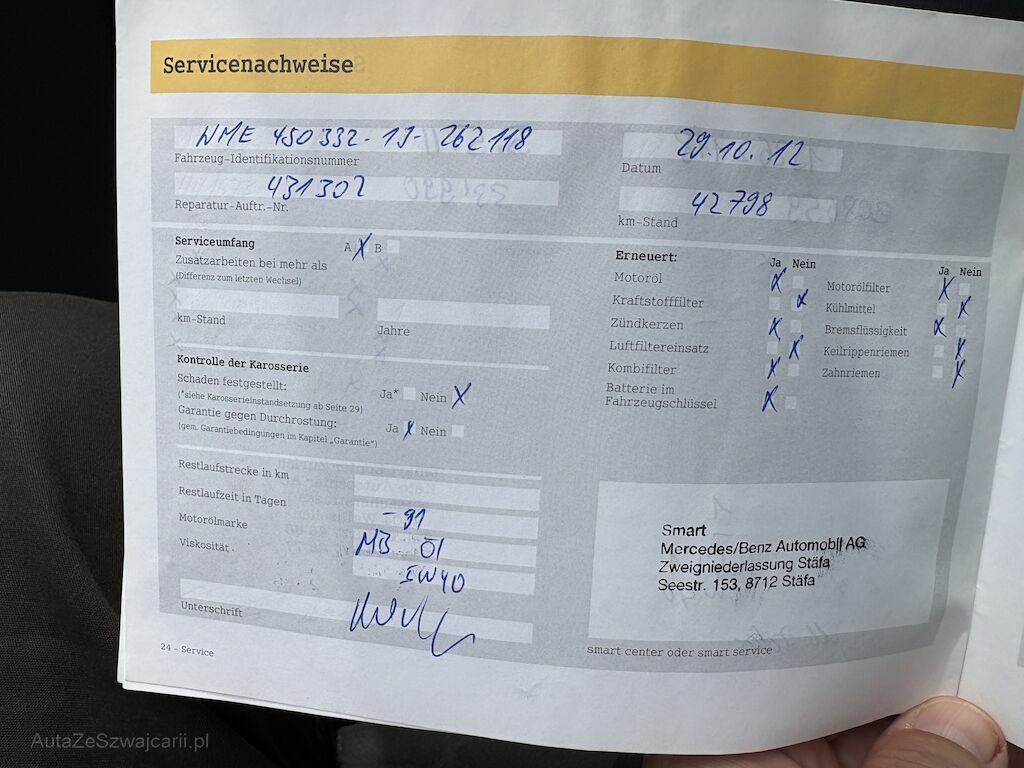 Servicenachweise
WME 450332-1J-262118
Fahrzeug-Identifikationsnummer
431302
Reparatur-Auftr.-Nr.
29.10.12
Datum
42798
km-Stand
Serviceumfang A X B
Zusatzarbeiten bei mehr als
(Differenz zum letzten Wechsel)
km-Stand
Jahre
Kontrolle der Karosserie
Schaden festgestellt: Ja* Nein X
(*siehe Karosserieinstandsetzung ab Seite 29)
Garantie gegen Durchrostung: Ja X Nein
(gem. Garantiebedingungen im Kapitel „Garantie“)
Restlaufstrecke in km
Restlaufzeit in Tagen -91
Motorölmarke MB Öl
Viskosität. W40
Unterschrift
Erneuert: Ja Nein
Motoröl X
Kraftstofffilter X
Zündkerzen X
Luftfiltereinsatz X
Kombifilter X
Batterie im
Fahrzeugschlüssel X
Ja Nein
Motorölfilter X
Kühlmittel X
Bremsflüssigkeit X
Keilrippenriemen X
Zahnriemen X
Smart
Mercedes/Benz Automobil AG
Zweigniederlassung Stäfa
Seestr. 153, 8712 Stäfa
smart center oder smart service
24 - Service
AutaZeSzwajcarii.pl